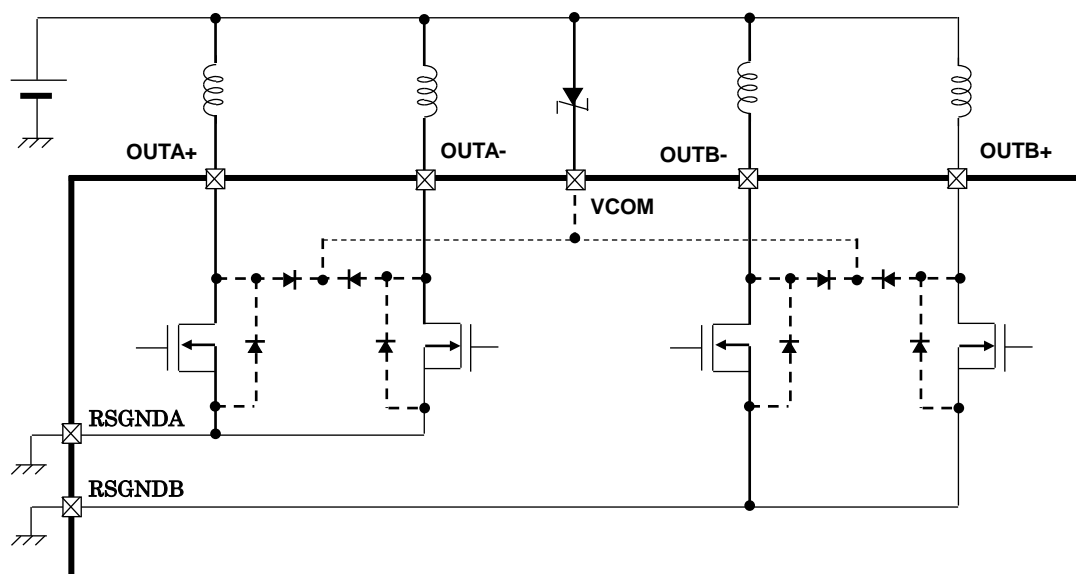 OUTA+
OUTA-
OUTB-
OUTB+
VCOM
RSGNDA
RSGNDB